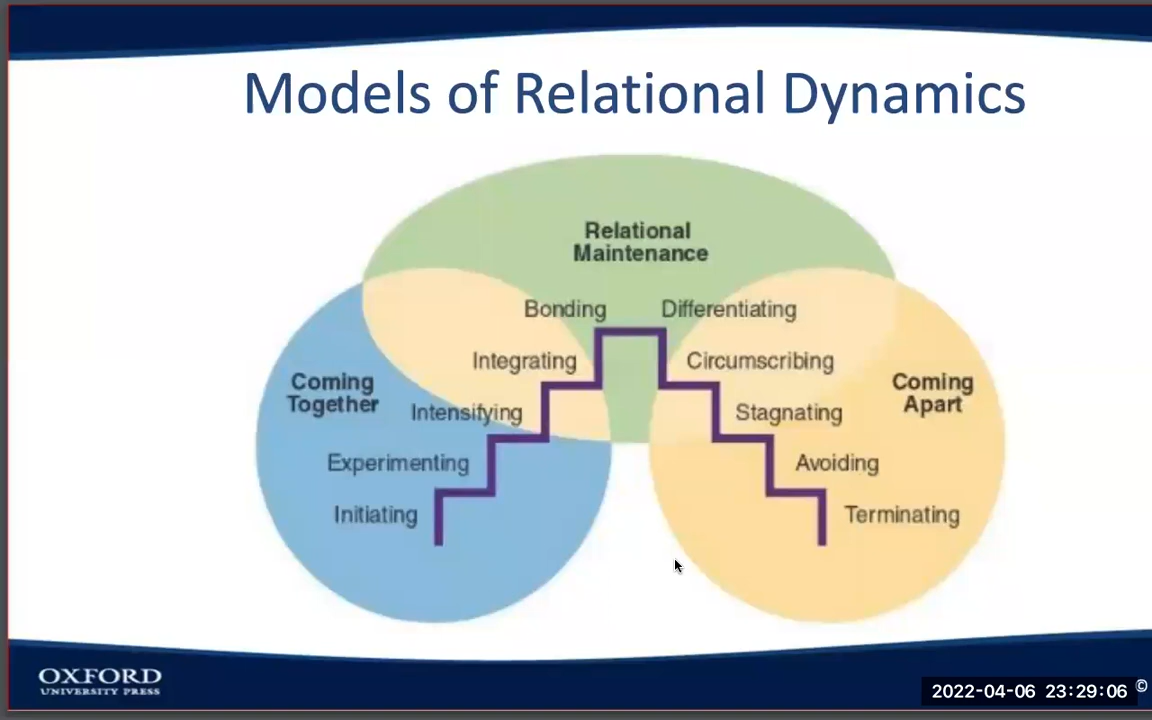 Models of Relational Dynamics
Relational
Maintenance
Bonding
Differentiating
Integrating
Circumscribing
Coming
Together
Coming
Apart
Intensifying
Stagnating
Experimenting
Avoiding
Initiating
Terminating
OXFORD
UNIVERSITY PRESS
2022-04-06 23:29:06 ©